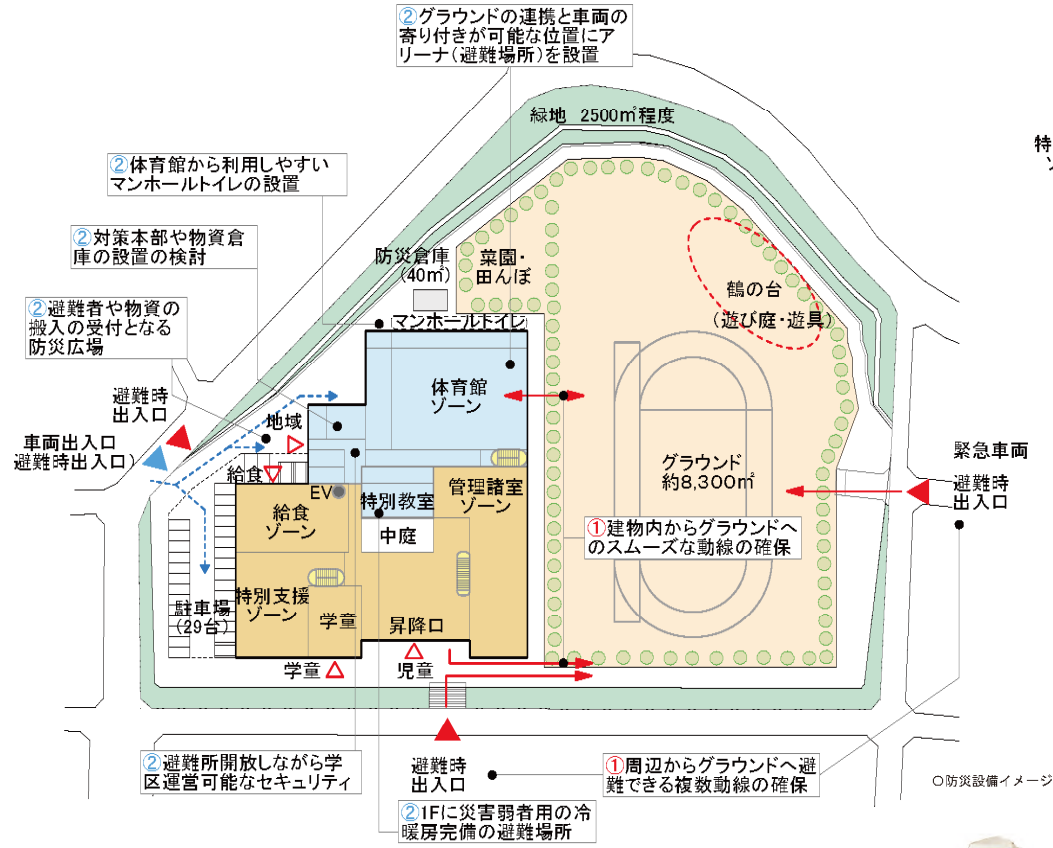 ②グラウンドの連携と車両の
寄り付きが可能な位置にア
リーナ(避難場所)を設置
緑地 2500㎡程度
特
②体育館から利用しやすい
マンホールトイレの設置
②対策本部や物資倉
庫の設置の検討
防災倉庫
(40㎡)
菜園・
田んぼ
鶴の台
(遊び庭・遊具)
②避難者や物資の
搬入の受付となる
防災広場
マンホールトイレ
体育館
ゾーン
避難時
出入口
地域
車両出入口
避難時出入口)
給食
EV
特別教室
管理諸室
ゾーン
グラウンド
約8,300㎡
緊急車両
避難時
出入口
給食
ゾーン
中庭
①建物内からグラウンドへ
のスムーズな動線の確保
特別支援
ゾーン
駐車場
(29台)
学童
昇降口
学童
児童
②避難所開放しながら学
区運営可能なセキュリティ
避難時
出入口
①周辺からグラウンドへ避
難できる複数動線の確保
○防災設備イメージ
②1Fに災害弱者用の冷
暖房完備の避難場所